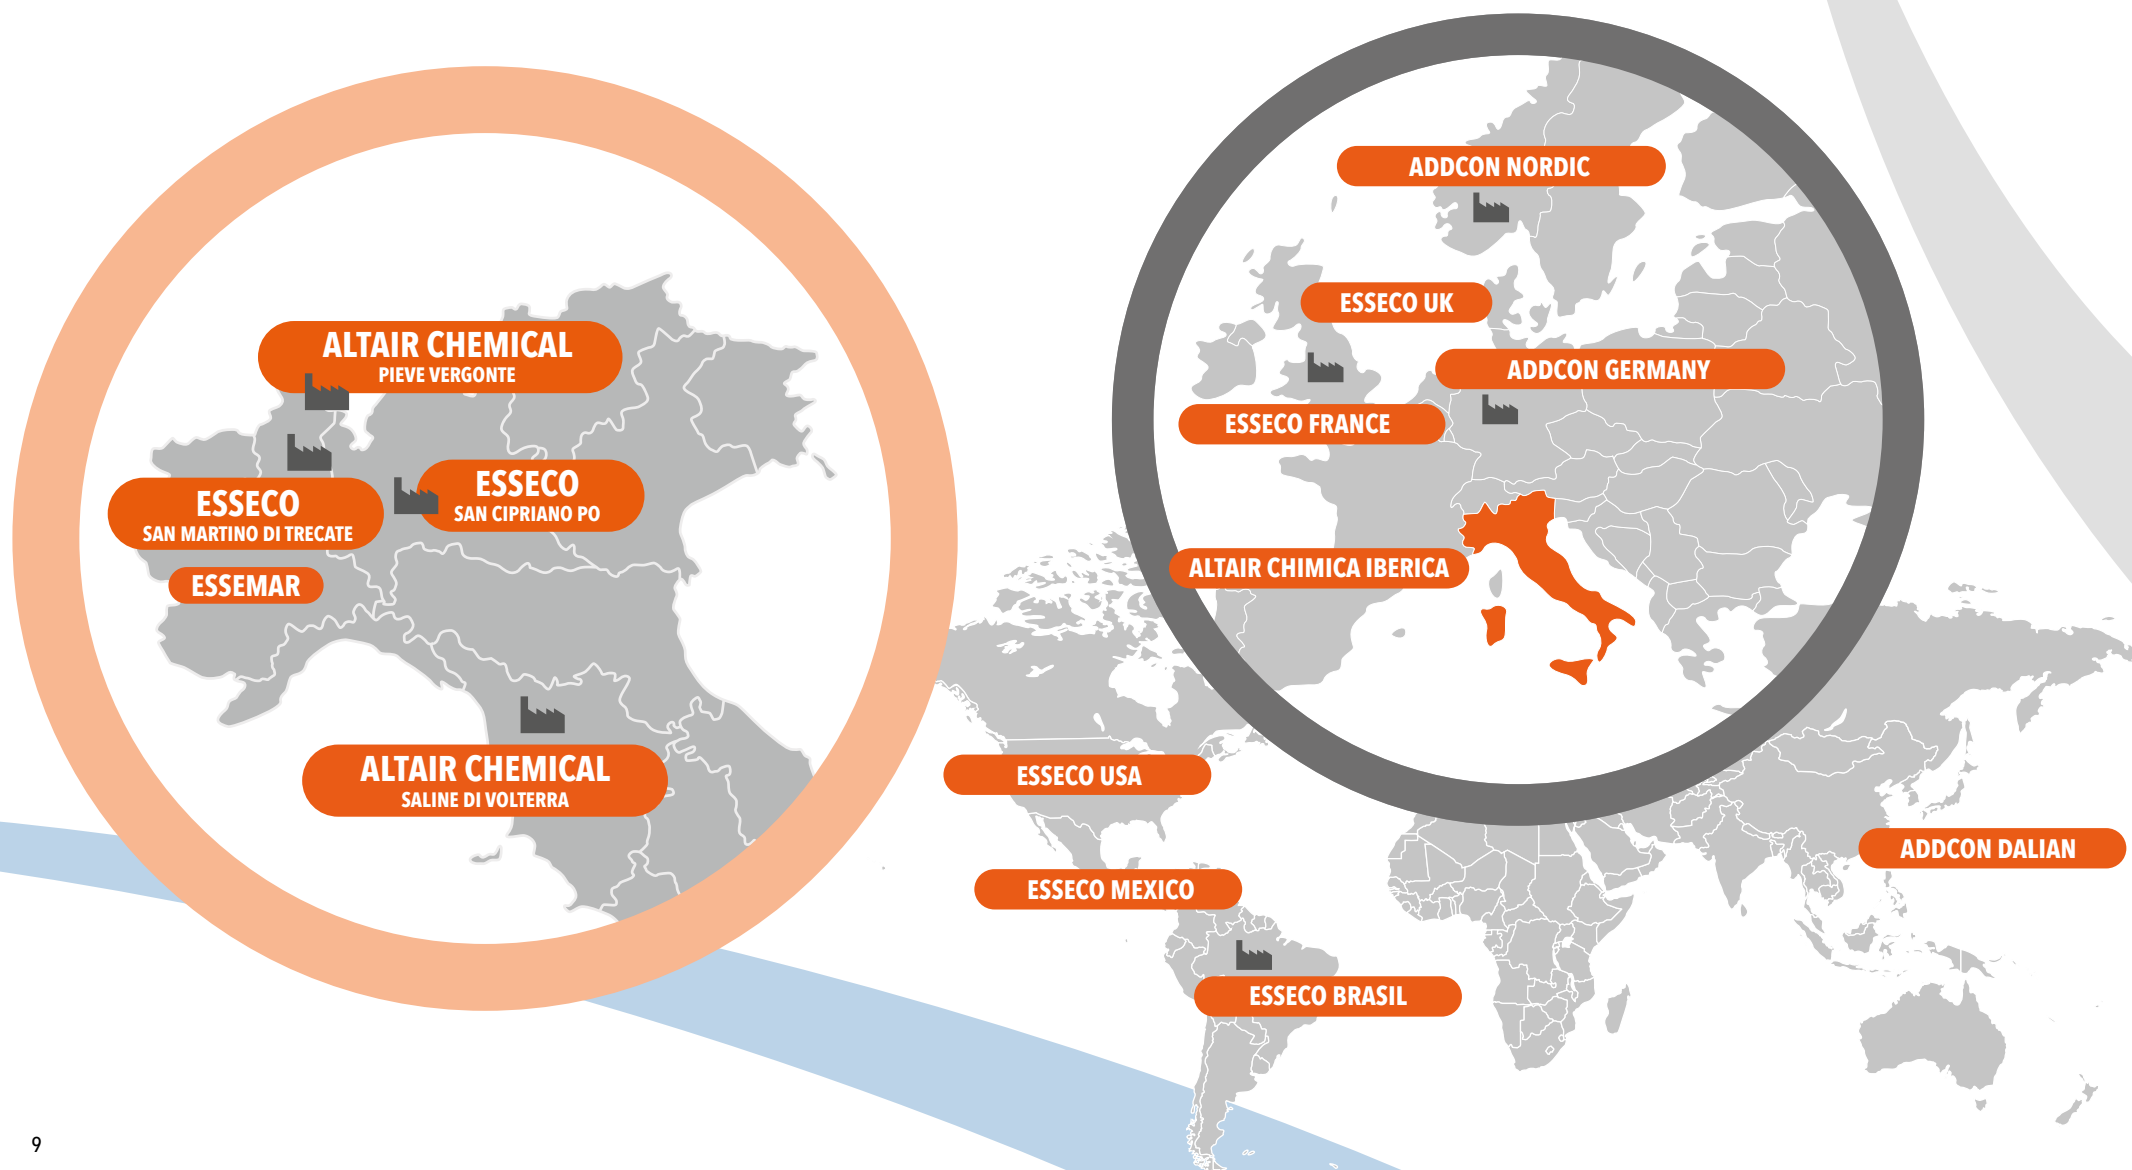 ALTAIR CHEMICAL
PIEVE VERGONTE
ESSECO
SAN MARTINO DI TRECATE
ESSECO
SAN CIPRIANO PO
ESSEMAR
ALTAIR CHEMICAL
SALINE DI VOLTERRA
ADDCON NORDIC
ESSECO UK
ADDCON GERMANY
ESSECO FRANCE
ALTAIR CHIMICA IBERICA
ESSECO USA
ESSECO MEXICO
ESSECO BRASIL
ADDCON DALIAN
9